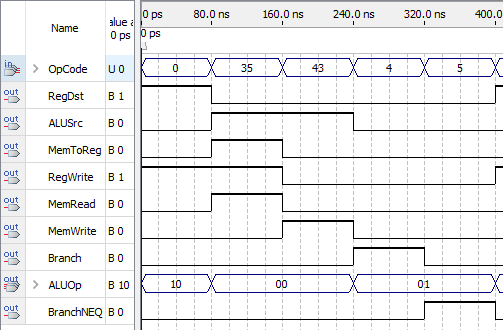 Name
alue a
0 ps
0 ps
80.0 ns
160.0 ns
240.0 ns
320.0 ns
400.
0 ps
in
OpCode
U 0
0
35
43
4
5
out
RegDst
B 1
out
ALUSrc
B 0
out
MemToReg
B 0
out
RegWrite
B 1
out
MemRead
B 0
out
MemWrite
B 0
out
Branch
B 0
out
ALUOp
B 10
10
00
01
out
BranchNEQ
B 0